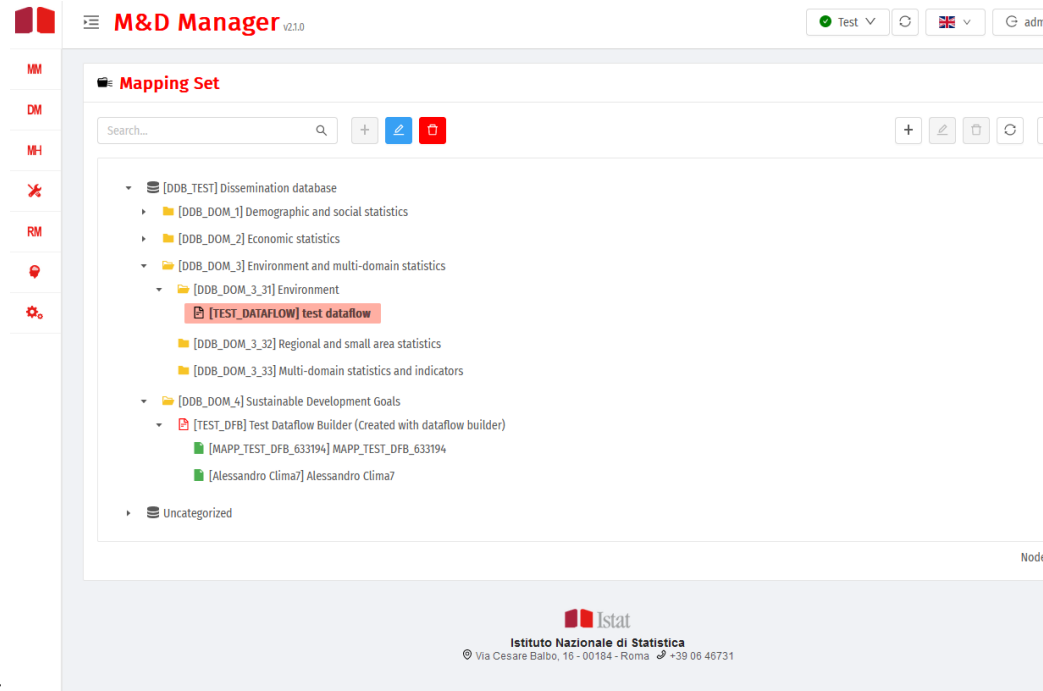 M&D Manager v2.1.0
Test
adm
MM
DM
MH
RM
Mapping Set
Search...
[DDB_TEST] Dissemination database
[DDB_DOM_1] Demographic and social statistics
[DDB_DOM_2] Economic statistics
[DDB_DOM_3] Environment and multi-domain statistics
[DDB_DOM_3_31] Environment
[TEST_DATAFLOW] test dataflow
[DDB_DOM_3_32] Regional and small area statistics
[DDB_DOM_3_33] Multi-domain statistics and indicators
[DDB_DOM_4] Sustainable Development Goals
[TEST_DFB] Test Dataflow Builder (Created with dataflow builder)
[MAPP_TEST_DFB_633194] MAPP_TEST_DFB_633194
[Alessandro Clima7] Alessandro Clima7
Uncategorized
Node
Istat
Istituto Nazionale di Statistica
Via Cesare Balbo, 16 - 00184 - Roma +39 06 46731